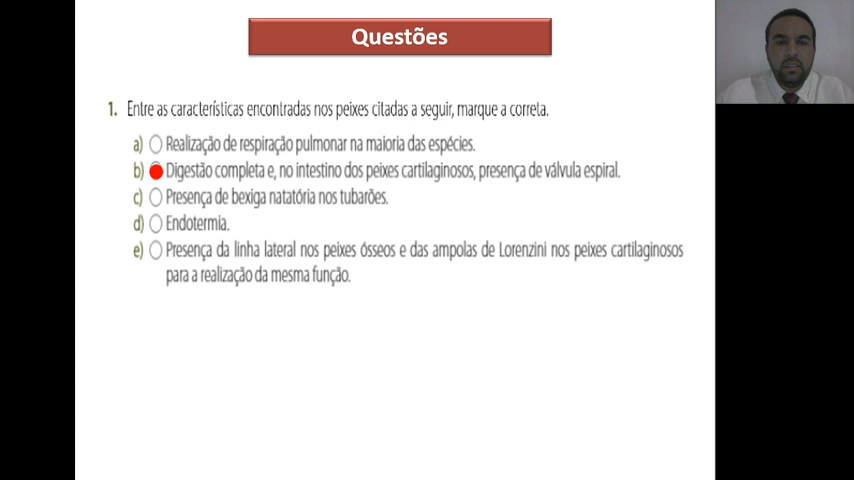 Questões
1. Entre as características encontradas nos peixes citadas a seguir, marque a correta.
a) Realização de respiração pulmonar na maioria das espécies.
b) Digestão completa e, no intestino dos peixes cartilaginosos, presença de válvula espiral.
c) Presença de bexiga natatória nos tubarões.
d) Endotermia.
e) Presença da linha lateral nos peixes ósseos e das ampolas de Lorenzini nos peixes cartilaginosos
para a realização da mesma função.